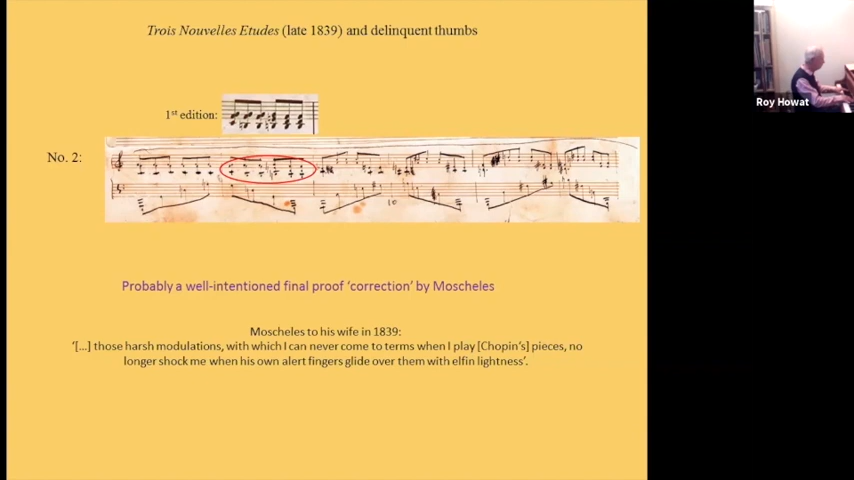 Trois Nouvelles Etudes (late 1839) and delinquent thumbs
1st edition:
No. 2:
10
Probably a well-intentioned final proof ‘correction’ by Moscheles
Moscheles to his wife in 1839:
‘[...] those harsh modulations, with which I can never come to terms when I play [Chopin’s] pieces, no
longer shock me when his own alert fingers glide over them with elfin lightness’.
Roy Howat